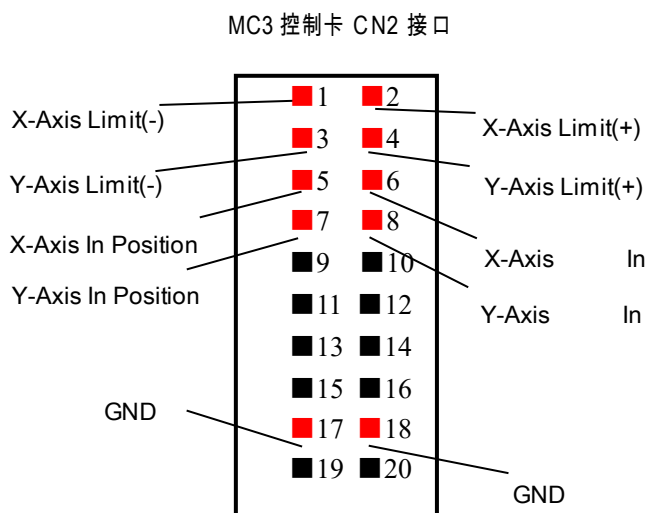 MC3 控制卡 CN2 接口
1 2
X-Axis Limit(-)
X-Axis Limit(+)
3 4
Y-Axis Limit(-)
Y-Axis Limit(+)
5 6
7 8
X-Axis In Position
X-Axis In
9 10
Y-Axis In Position
Y-Axis In
11 12
13 14
15 16
GND
17 18
19 20
GND